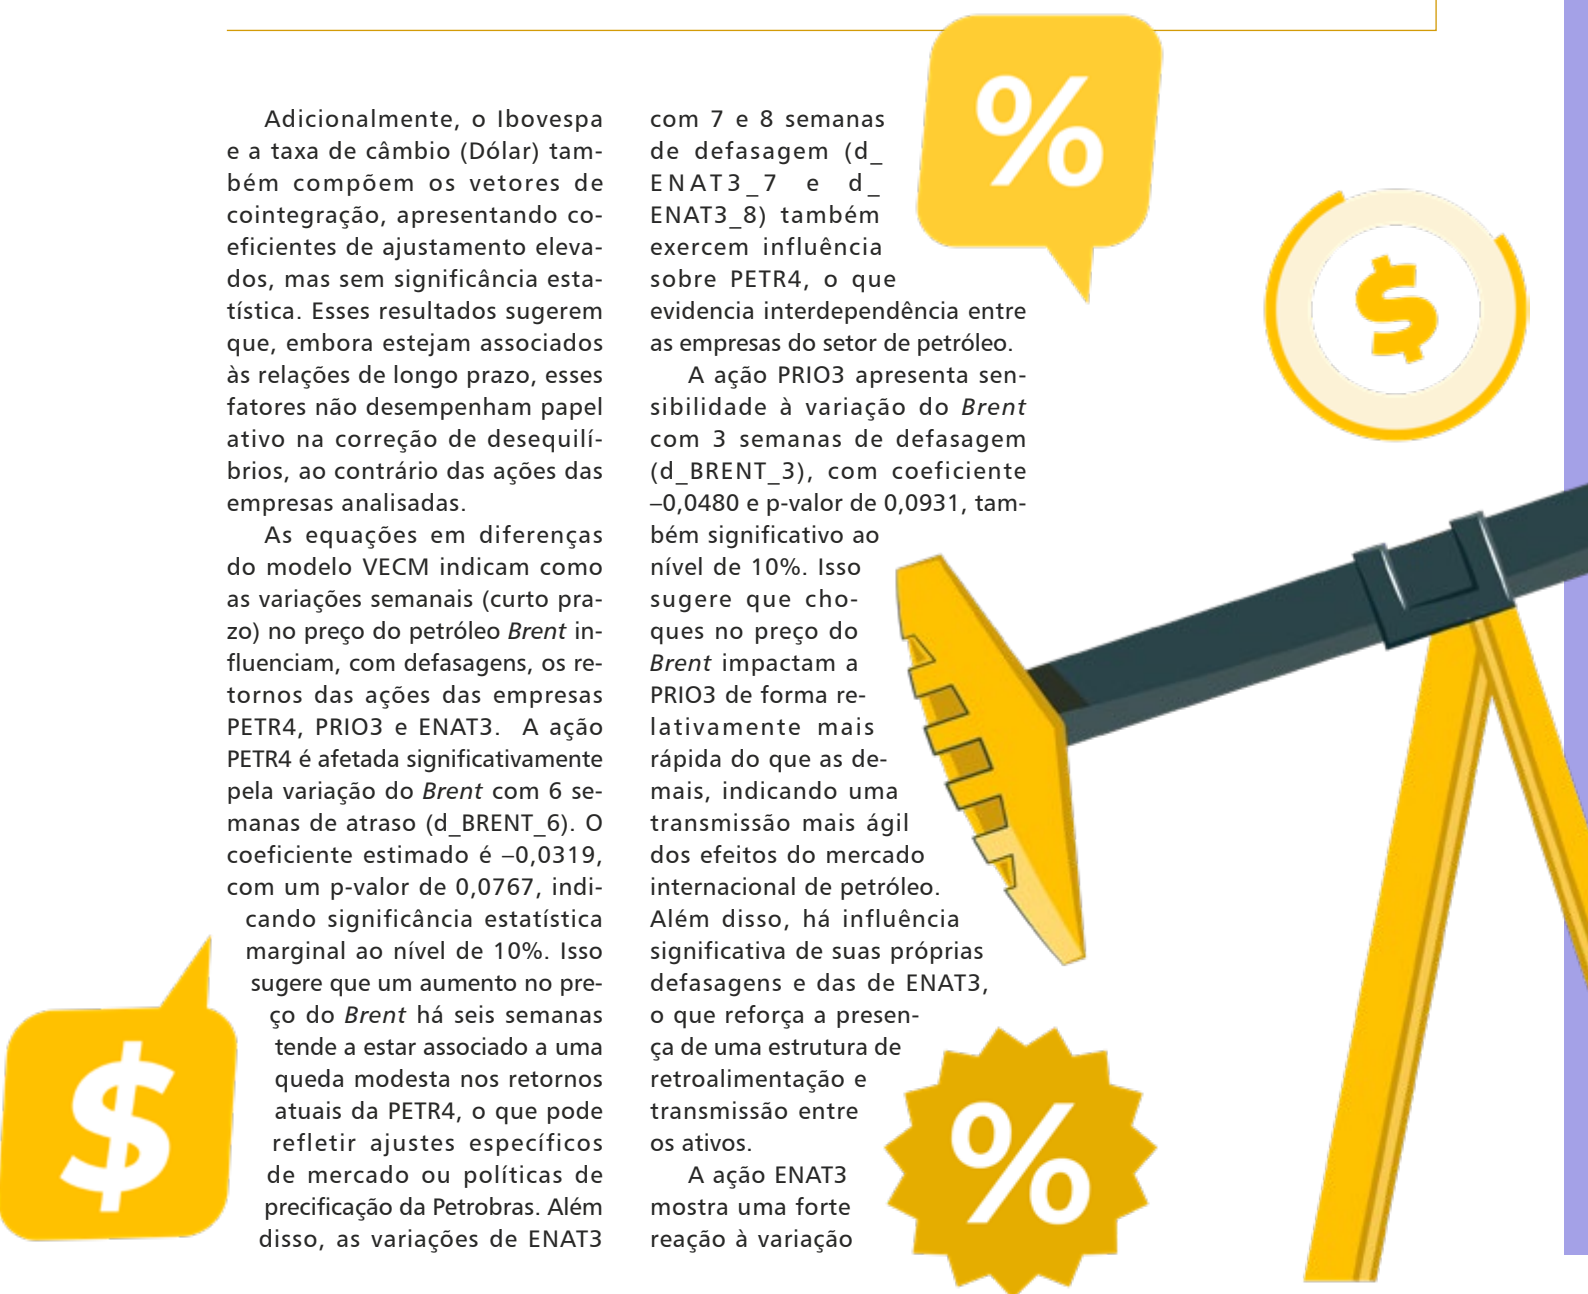 Adicionalmente, o Ibovespa
e a taxa de câmbio (Dólar) tam-
bém compõem os vetores de
cointegração, apresentando co-
eficientes de ajustamento eleva-
dos, mas sem significância esta-
tística. Esses resultados sugerem
que, embora estejam associados
às relações de longo prazo, esses
fatores não desempenham papel
ativo na correção de desequilí-
brios, ao contrário das ações das
empresas analisadas.
As equações em diferenças
do modelo VECM indicam como
as variações semanais (curto pra-
zo) no preço do petróleo Brent in-
fluenciam, com defasagens, os re-
tornos das ações das empresas
PETR4, PRIO3 e ENAT3. A ação
PETR4 é afetada significativamente
pela variação do Brent com 6 se-
manas de atraso (d_BRENT_6). O
coeficiente estimado é –0,0319,
com um p-valor de 0,0767, indi-
cando significância estatística
marginal ao nível de 10%. Isso
sugere que um aumento no pre-
ço do Brent há seis semanas
tende a estar associado a uma
queda modesta nos retornos
atuais da PETR4, o que pode
refletir ajustes específicos
de mercado ou políticas de
precificação da Petrobras. Além
disso, as variações de ENAT3
com 7 e 8 semanas
de defasagem (d_
ENAT3_7 e d_
ENAT3_8) também
exercem influência
sobre PETR4, o que
evidencia interdependência entre
as empresas do setor de petróleo.
A ação PRIO3 apresenta sen-
sibilidade à variação do Brent
com 3 semanas de defasagem
(d_BRENT_3), com coeficiente
–0,0480 e p-valor de 0,0931, tam-
bém significativo ao
nível de 10%. Isso
sugere que cho-
ques no preço do
Brent impactam a
PRIO3 de forma re-
lativamente mais
rápida do que as de-
mais, indicando uma
transmissão mais ágil
dos efeitos do mercado
internacional de petróleo.
Além disso, há influência
significativa de suas próprias
defasagens e das de ENAT3,
o que reforça a presen-
ça de uma estrutura de
retroalimentação e
transmissão entre
os ativos.
A ação ENAT3
mostra uma forte
reação à variação
%
$
$
%